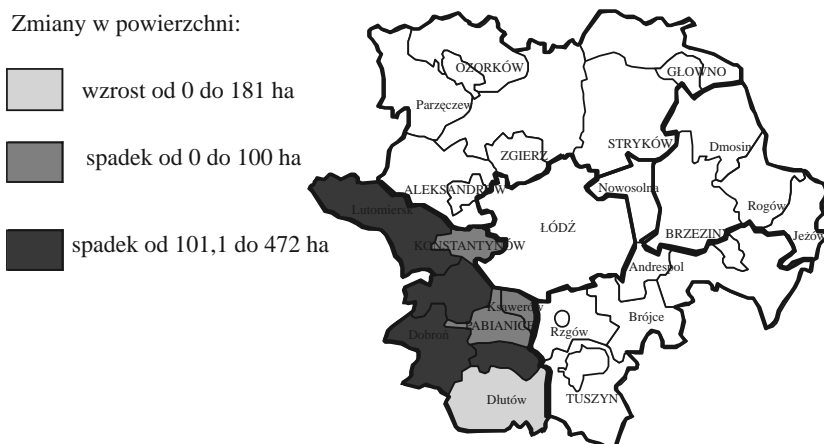 Zmiany w powierzchni:
wzrost od 0 do 181 ha
spadek od 0 do 100 ha
spadek od 101,1 do 472 ha
OZORKÓW
GŁOWNO
Parzęczew
STRYKÓW
Dmosin
ZGIERZ
ALEKSANDRÓW
Nowosolna
Lutomiersk
Rogów
ŁÓDŹ
BRZEZINY
Jeżów
KONSTANTYNÓW
Andrespol
Ksawerów
Brójce
PABIANICE
Rzgów
Dobroń
Dłutów
TUSZYN